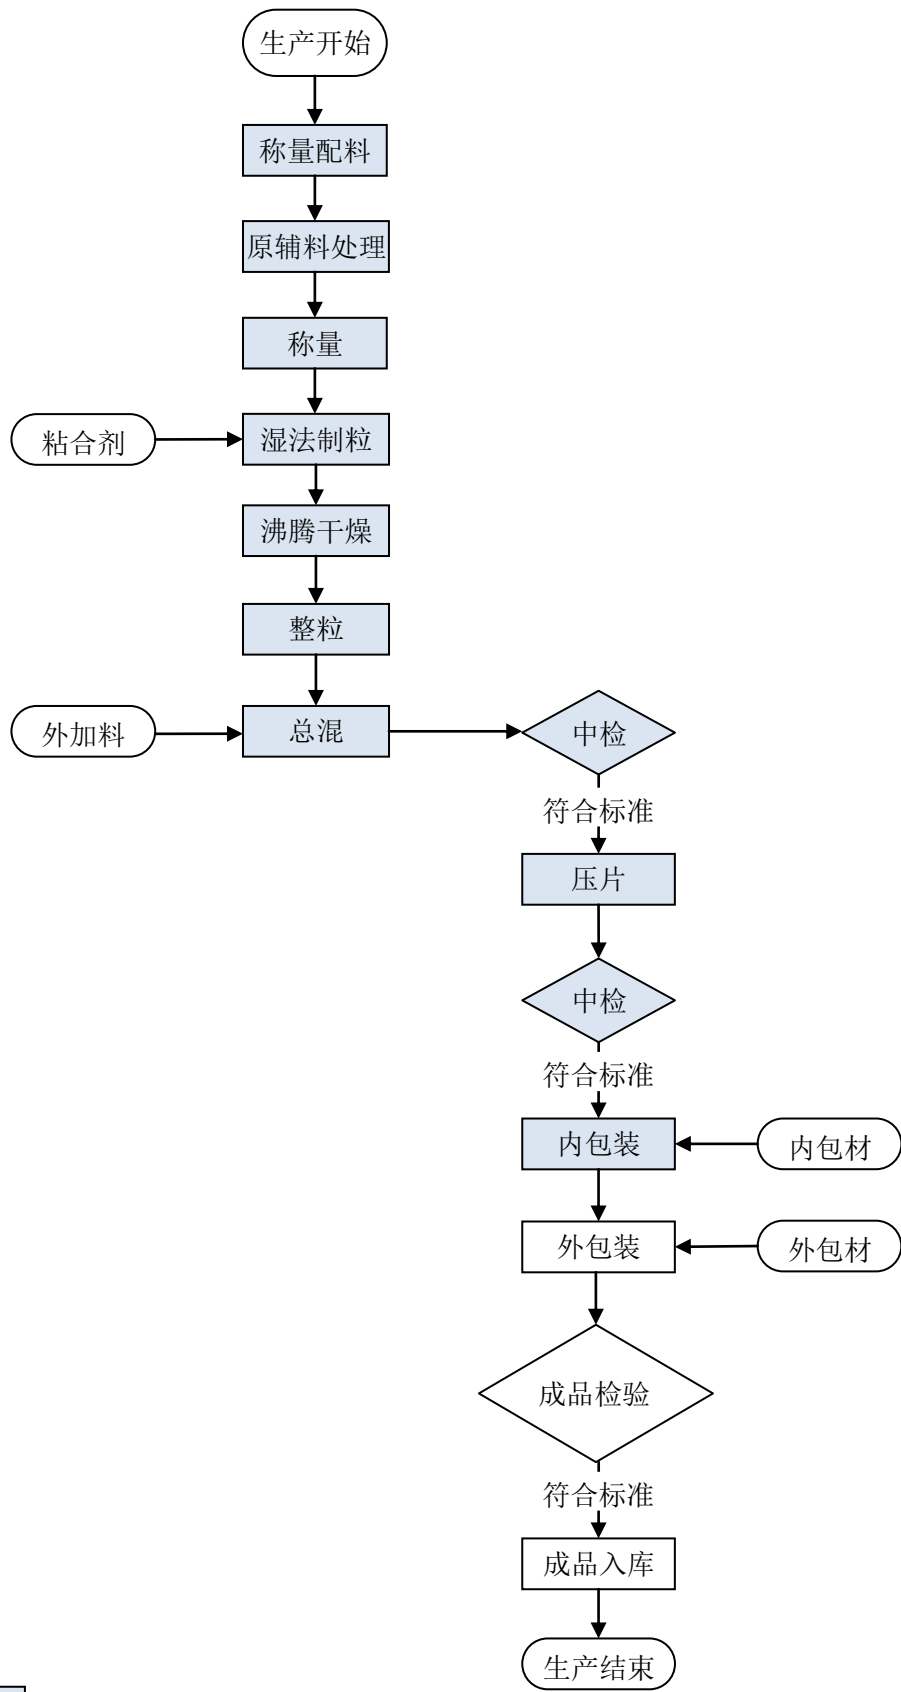 生产开始
称量配料
原辅料处理
称量
粘合剂
湿法制粒
沸腾干燥
整粒
外加料
总混
中检
符合标准
压片
中检
符合标准
内包装
内包材
外包装
外包材
成品检验
符合标准
成品入库
生产结束